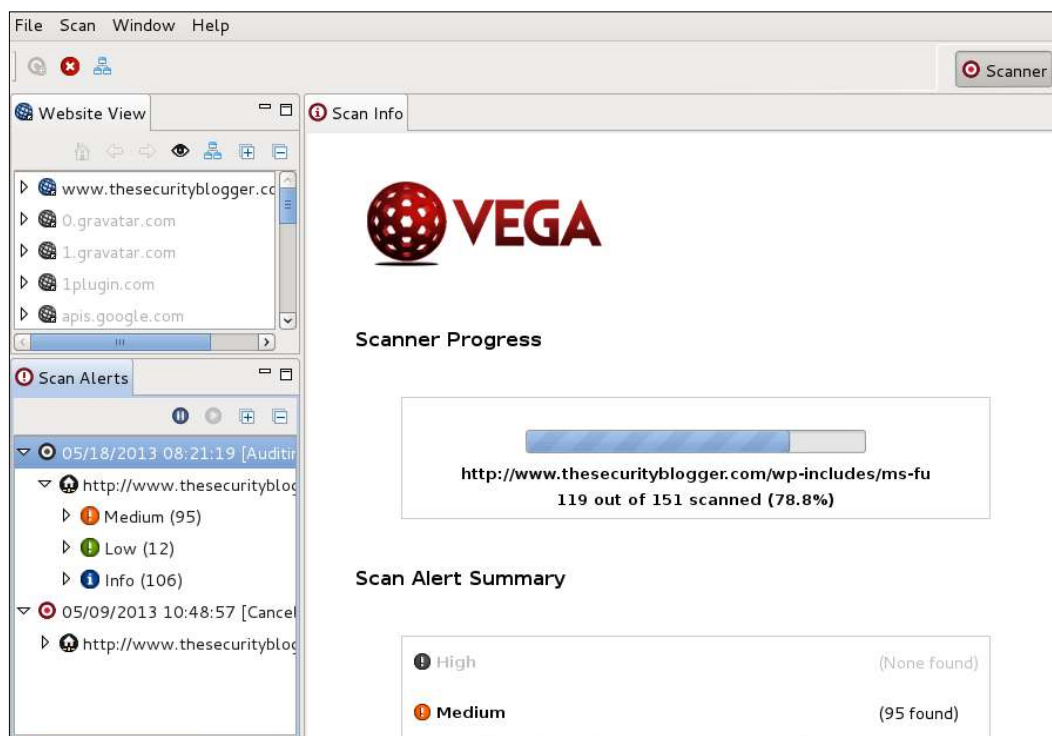 File Scan Window Help
Scanner
Website View
www.thesecurityblogger.co
0.gravatar.com
1.gravatar.com
1plugin.com
apis.google.com
Scan Alerts
05/18/2013 08:21:19 [Auditin
http://www.thesecurityblog
Medium (95)
Low (12)
Info (106)
05/09/2013 10:48:57 [Cancel
http://www.thesecurityblog
Scan Info
VEGA
Scanner Progress
http://www.thesecurityblogger.com/wp-includes/ms-fu
119 out of 151 scanned (78.8%)
Scan Alert Summary
High (None found)
Medium (95 found)